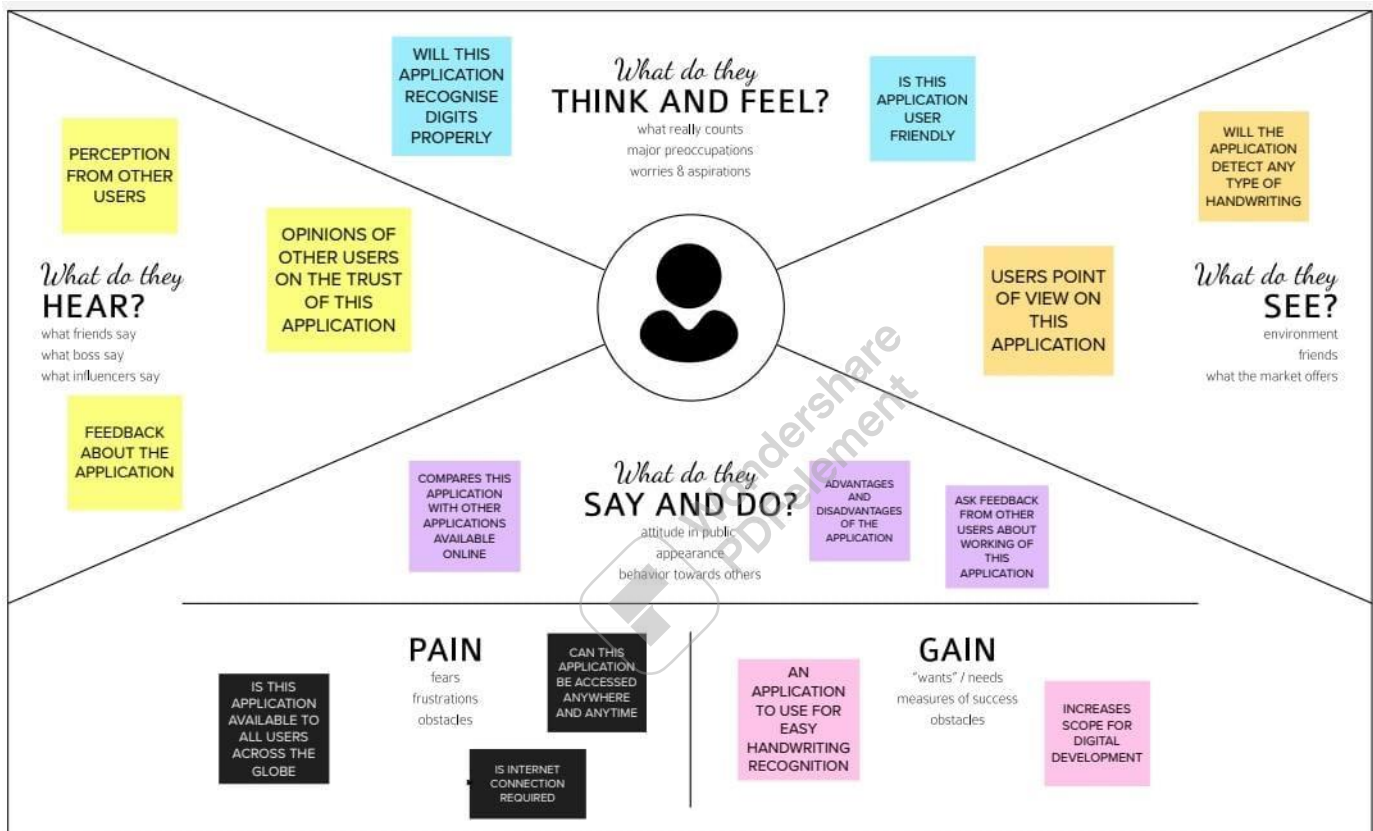 WILL THIS
APPLICATION
RECOGNISE
DIGITS
PROPERLY
What do they
THINK AND FEEL?
what really counts
major preoccupations
worries & aspirations
IS THIS
APPLICATION
USER
FRIENDLY
PERCEPTION
FROM OTHER
USERS
OPINIONS OF
OTHER USERS
ON THE TRUST
OF THIS
APPLICATION
What do they
HEAR?
what friends say
what boss say
what influencers say
FEEDBACK
ABOUT THE
APPLICATION
WILL THE
APPLICATION
DETECT ANY
TYPE OF
HANDWRITING
USERS POINT
OF VIEW ON
THIS
APPLICATION
What do they
SEE?
environment
friends
what the market offers
COMPARES THIS
APPLICATION
WITH OTHER
APPLICATIONS
AVAILABLE
ONLINE
What do they
SAY AND DO?
attitude in public
appearance
behavior towards others
ADVANTAGES
AND
DISADVANTAGES
OF THE
APPLICATION
ASK FEEDBACK
FROM OTHER
USERS ABOUT
WORKING OF
THIS
APPLICATION
Wondershare
PDFelement
PAIN
fears
frustrations
obstacles
IS THIS
APPLICATION
AVAILABLE TO
ALL USERS
ACROSS THE
GLOBE
CAN THIS
APPLICATION
BE ACCESSED
ANYWHERE
AND ANYTIME
IS INTERNET
CONNECTION
REQUIRED
GAIN
"wants" / needs
measures of success
obstacles
AN
APPLICATION
TO USE FOR
EASY
HANDWRITING
RECOGNITION
INCREASES
SCOPE FOR
DIGITAL
DEVELOPMENT